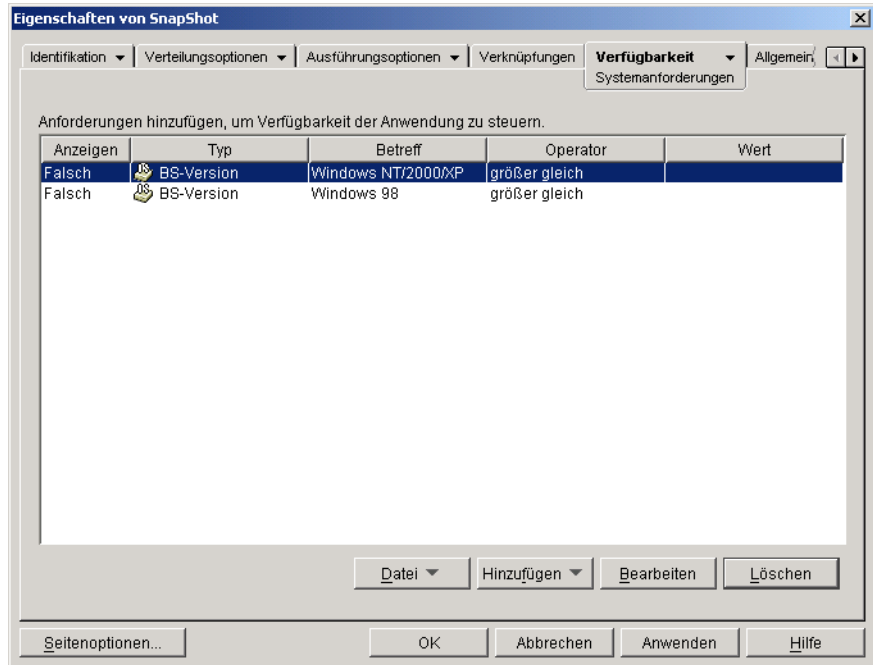 Eigenschaften von SnapShot
Identifikation Verteilungsoptionen Ausführungsoptionen Verknüpfungen Verfügbarkeit Allgemein
Systemanforderungen
Anforderungen hinzufügen, um Verfügbarkeit der Anwendung zu steuern.
Anzeigen Typ Betreff Operator Wert
Falsch BS-Version Windows NT/2000/XP größer gleich
Falsch BS-Version Windows 98 größer gleich
Datei Hinzufügen Bearbeiten Löschen
Seitenoptionen... OK Abbrechen Anwenden Hilfe